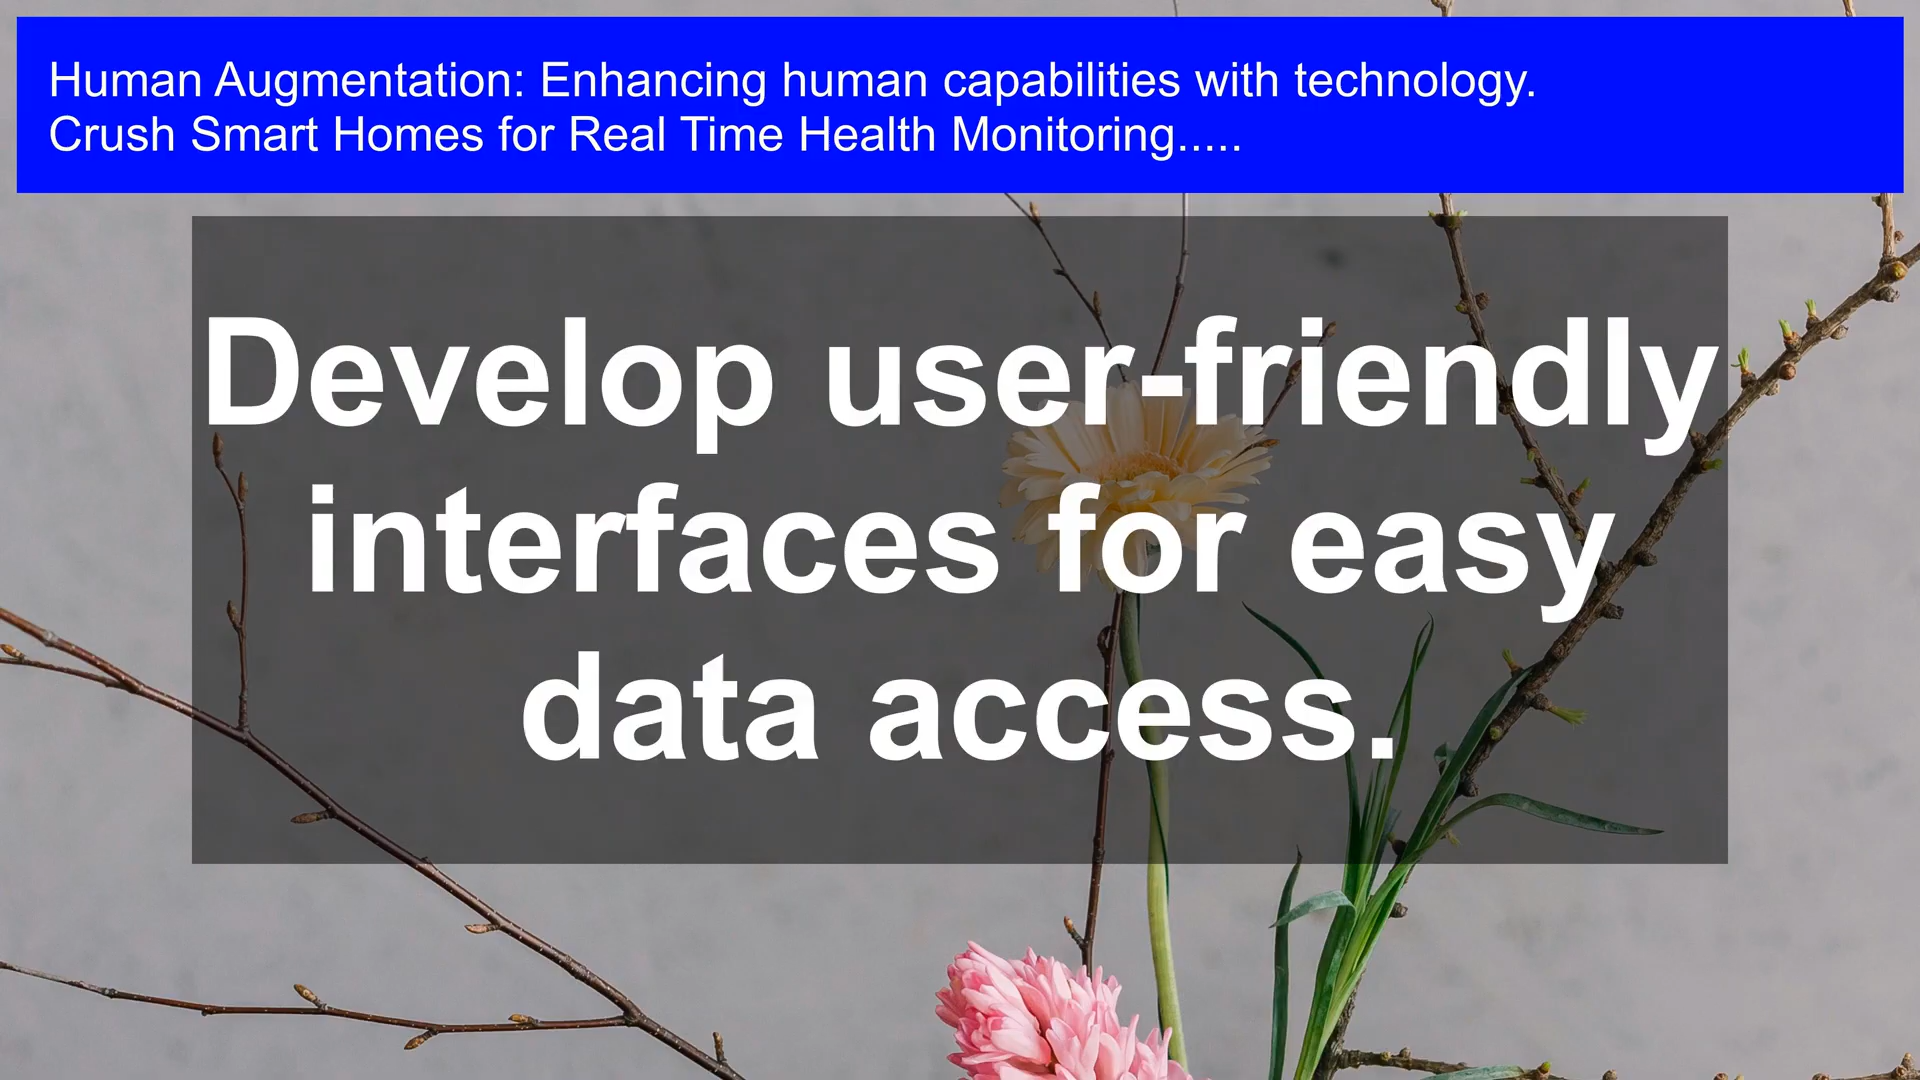 Human Augmentation: Enhancing human capabilities with technology.
Crush Smart Homes for Real Time Health Monitoring.....
Develop user-friendly
interfaces for easy
data access.